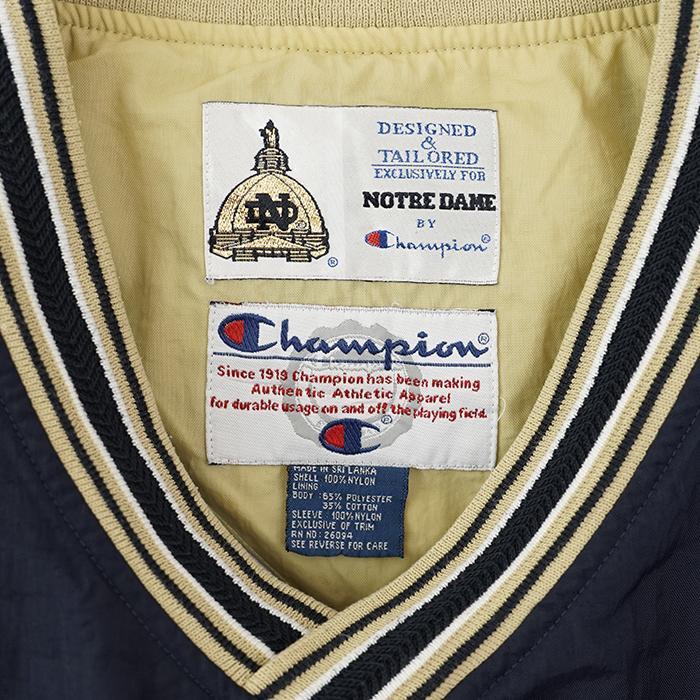 ND
®
DESIGNED
&
TAILORED
EXCLUSIVELY FOR
NOTRE DAME
BY
Champion®
Champion®
Since 1919 Champion has been making
Authentic Athletic Apparel
for durable usage on and off the playing field.
MADE IN SRI LANKA
SHELL 100% NYLON
LINING
BODY : 65% POLYESTER
35% COTTON
SLEEVE : 100% NYLON
EXCLUSIVE OF TRIM
RN NO: 26094
SEE REVERSE FOR CARE